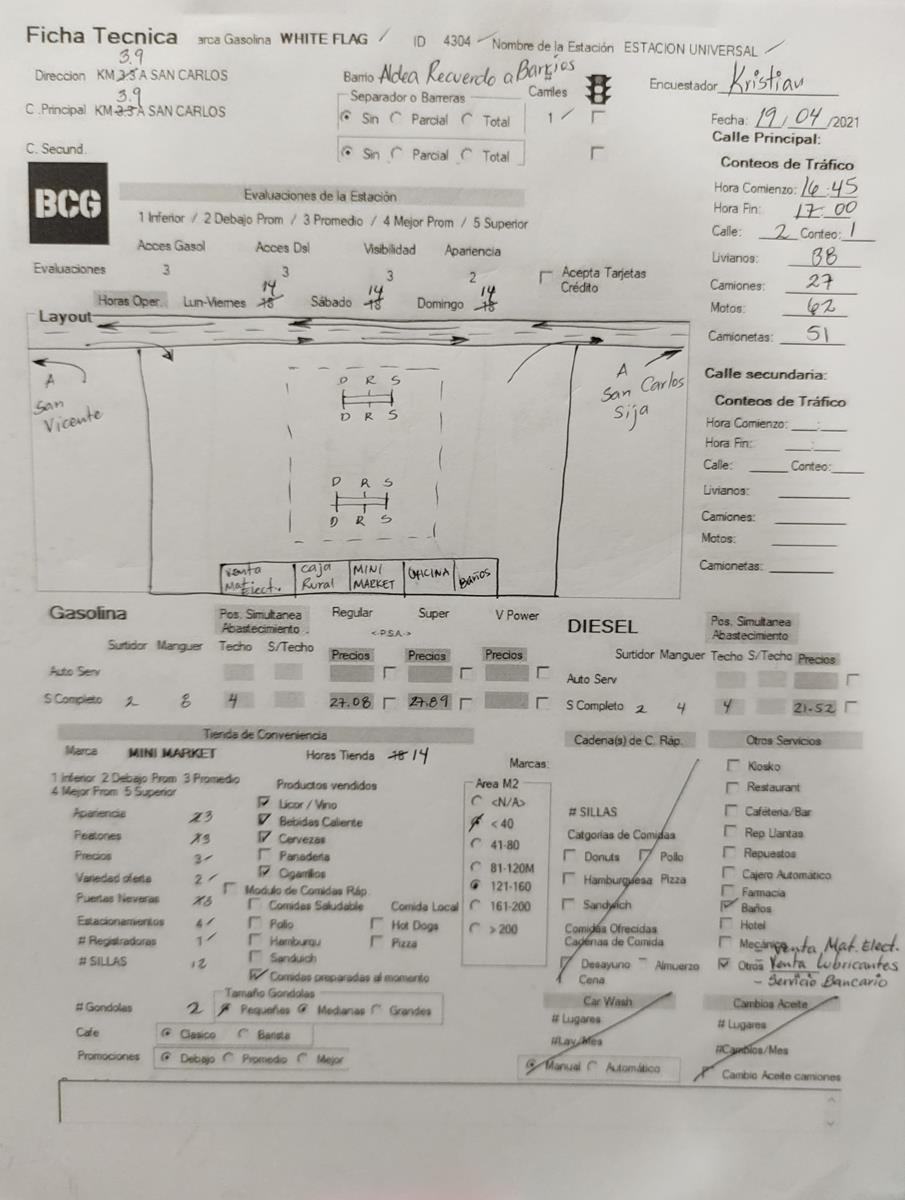 Ficha Tecnica arca Gasolina WHITE FLAG ID 4304 Nombre de la Estación ESTACION UNIVERSAL
3.9
Direccion KM 3.5 A SAN CARLOS Barrio Aldea Recuerdo a Barrios Carriles Encuestador Kristian
3.9
C .Principal KM 3.5 A SAN CARLOS Separador o Barreras
Sin Parcial Total 1
Fecha: 19/04/2021
C. Secund. Sin Parcial Total
Calle Principal:
Conteos de Tráfico
BCG
Evaluaciones de la Estación
Hora Comienzo: 16:45
1 Inferior / 2 Debajo Prom / 3 Promedio / 4 Mejor Prom / 5 Superior
Hora Fin: 17:00
Calle: 2 Conteo: 1
Acces Gasol Acces Dsl Visibilidad Apariencia
Livianos: 38
Evaluaciones 3 3 3 2
Acepta Tarjetas
Crédito
Camiones: 27
14 14 14
Horas Oper. Lun-Viernes 18 Sábado 18 Domingo 18
Motos: 62
Camionetas: 51
Layout
A
San
Vicente
D R S
D R S
D R S
D R S
A
San Carlos
Sija
Venta
Mat Elect.
Caja
Rural
MINI
MARKET
OFICINA
Baños
Calle secundaria:
Conteos de Tráfico
Hora Comienzo: :
Hora Fin: :
Calle: Conteo:
Livianos:
Camiones:
Motos:
Camionetas:
Gasolina Pos. Simultanea
Abastecimiento Regular Super V Power
<-P.S.A.->
Surtidor Manguer Techo S/Techo Precios Precios Precios
Auto Serv
S Completo 2 8 4 27.08 27.89
DIESEL Pos. Simultanea
Abastecimiento
Surtidor Manguer Techo S/Techo Precios
Auto Serv
S Completo 2 4 4 21.52
Tienda de Conveniencia
Marca MINI MARKET Horas Tienda 18 14
1 Inferior 2 Debajo Prom 3 Promedio
4 Mejor Prom 5 Superior
Apariencia 3
Peatones 3
Precios 3
Variedad oferta 2
Puertas Neveras
Estacionamientos
# Registradoras 1
# SILLAS 12
# Gondolas 2
Cafe Clasico Barista
Promociones Debajo Promedio Mejor
Productos vendidos
Licor / Vino
Bebidas Caliente
Cervezas
Panaderia
Cigarrillos
Modulo de Comidas Ráp.
Comidas Saludable Comida Local
Pollo Hot Dogs
Hamburgu Pizza
Sanduich
Comidas preparadas al momento
Tamaño Gondolas
Pequeñas Medianas Grandes
Marcas:
Area M2
<N/A>
< 40
41-80
81-120M
121-160
161-200
> 200
Cadena(s) de C. Ráp.
# SILLAS
Catgorias de Comidas
Donuts Pollo
Hamburguesa Pizza
Sandwich
Comidas Ofrecidas
Cadenas de Comida
Desayuno Almuerzo
Cena
Car Wash
# Lugares
#Lav/Mes
Manual Automático
Otros Servicios
Kiosko
Restaurant
Cafeteria/Bar
Rep Llantas
Repuestos
Cajero Automático
Farmacia
Baños
Hotel
Mecánica Venta Mat. Elect.
Otros Venta Lubricantes
- Servicio Bancario
Cambios Aceite
# Lugares
#Cambios/Mes
Cambio Aceite camiones